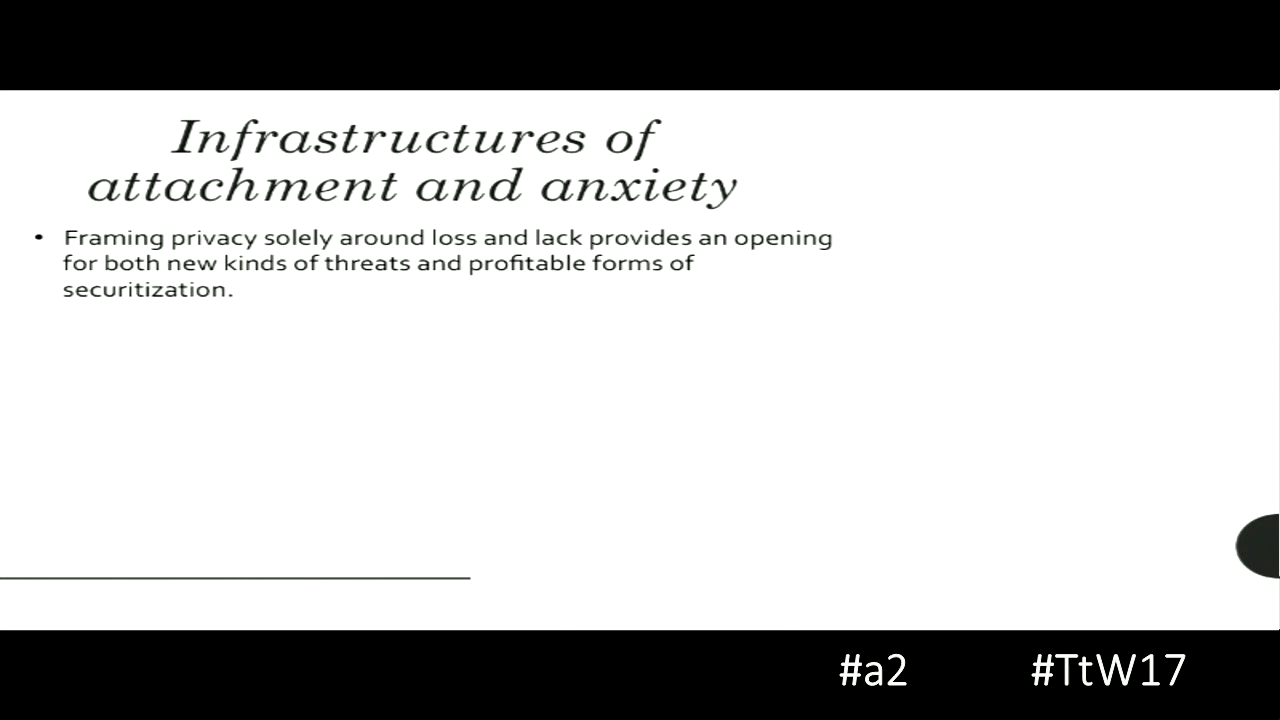 Infrastructures of
attachment and anxiety
• Framing privacy solely around loss and lack provides an opening
for both new kinds of threats and profitable forms of
securitization.
#a2 #TtW17